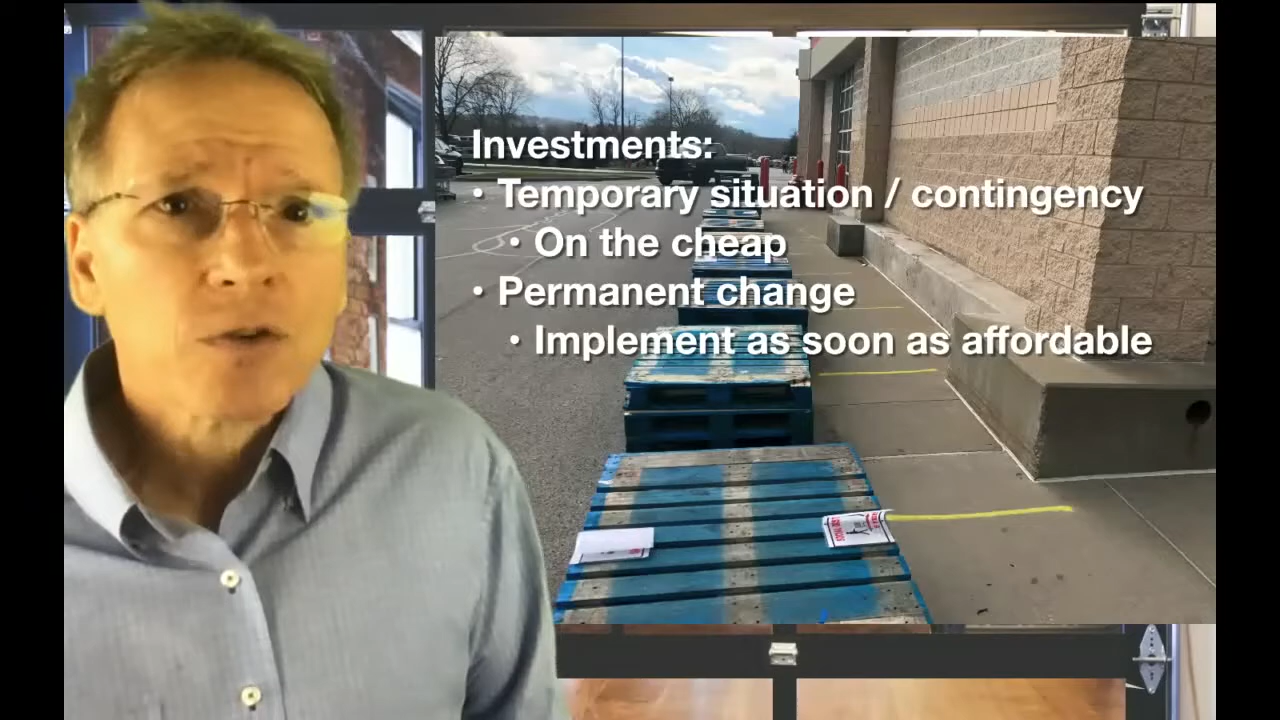 Investments:
• Temporary situation / contingency
• On the cheap
• Permanent change
• Implement as soon as affordable